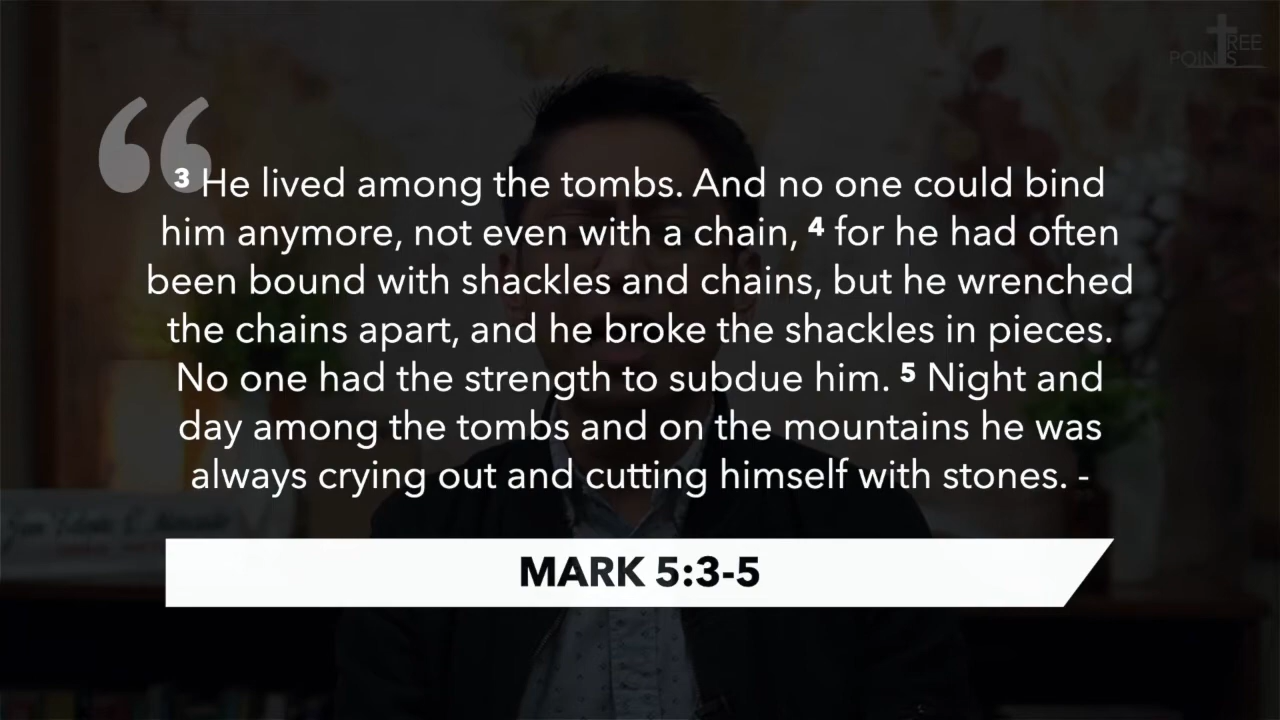 TREE
POINTS
“
3 He lived among the tombs. And no one could bind
him anymore, not even with a chain, 4 for he had often
been bound with shackles and chains, but he wrenched
the chains apart, and he broke the shackles in pieces.
No one had the strength to subdue him. 5 Night and
day among the tombs and on the mountains he was
always crying out and cutting himself with stones. -
MARK 5:3-5